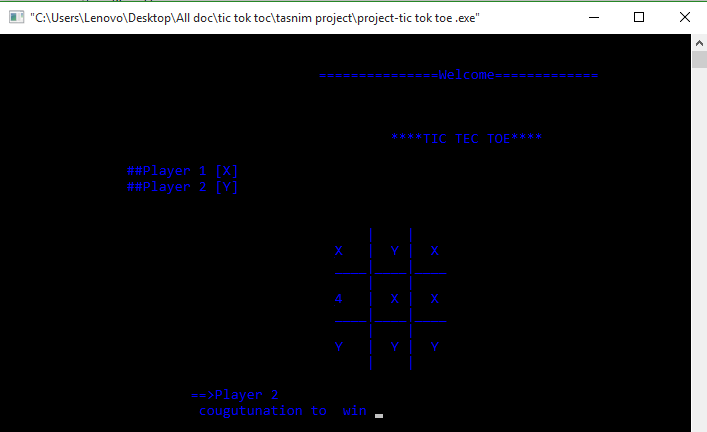 "C:\Users\Lenovo\Desktop\All doc\tic tok toc\tasnim project\project-tic tok toe .exe"
===============Welcome=============
****TIC TEC TOE****
##Player 1 [X]
##Player 2 [Y]
X | Y | X
4 | X | X
Y | Y | Y
==>Player 2
cougutunation to  win